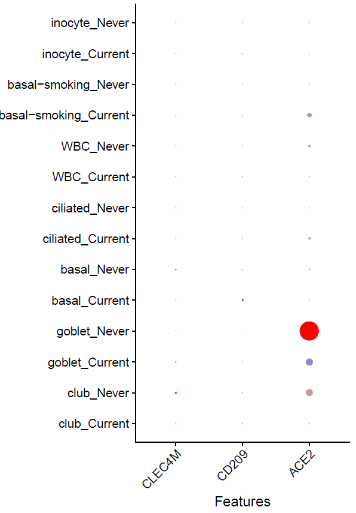 inocyte_Never
inocyte_Current
basal-smoking_Never
basal-smoking_Current
WBC_Never
WBC_Current
ciliated_Never
ciliated_Current
basal_Never
basal_Current
goblet_Never
goblet_Current
club_Never
club_Current
CLEC4M
CD209
ACE2
Features